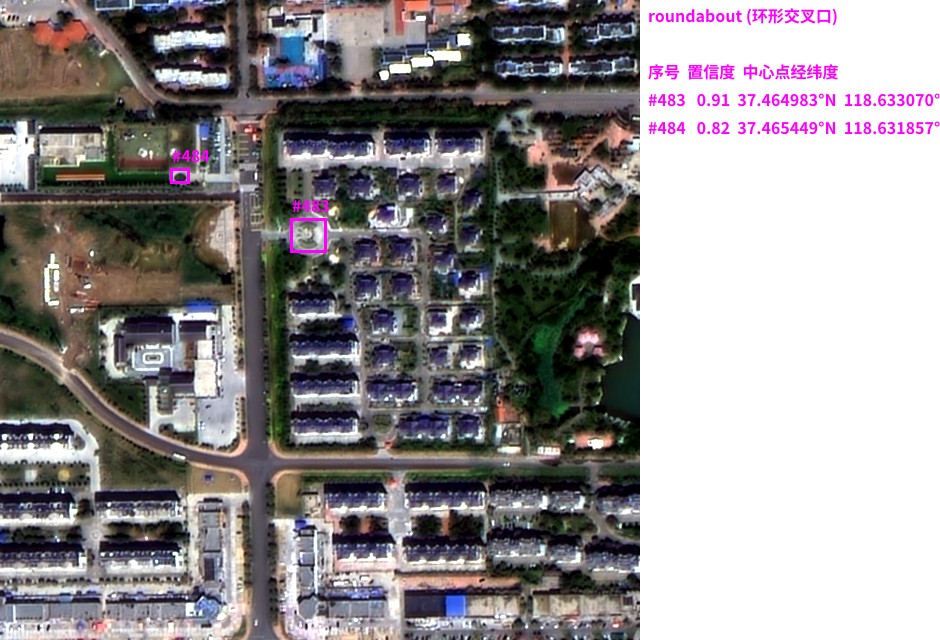 roundabout (环形交叉口)
序号 置信度 中心点经纬度
#483 0.91 37.464983°N 118.633070°
#484 0.82 37.465449°N 118.631857°
#484
#483